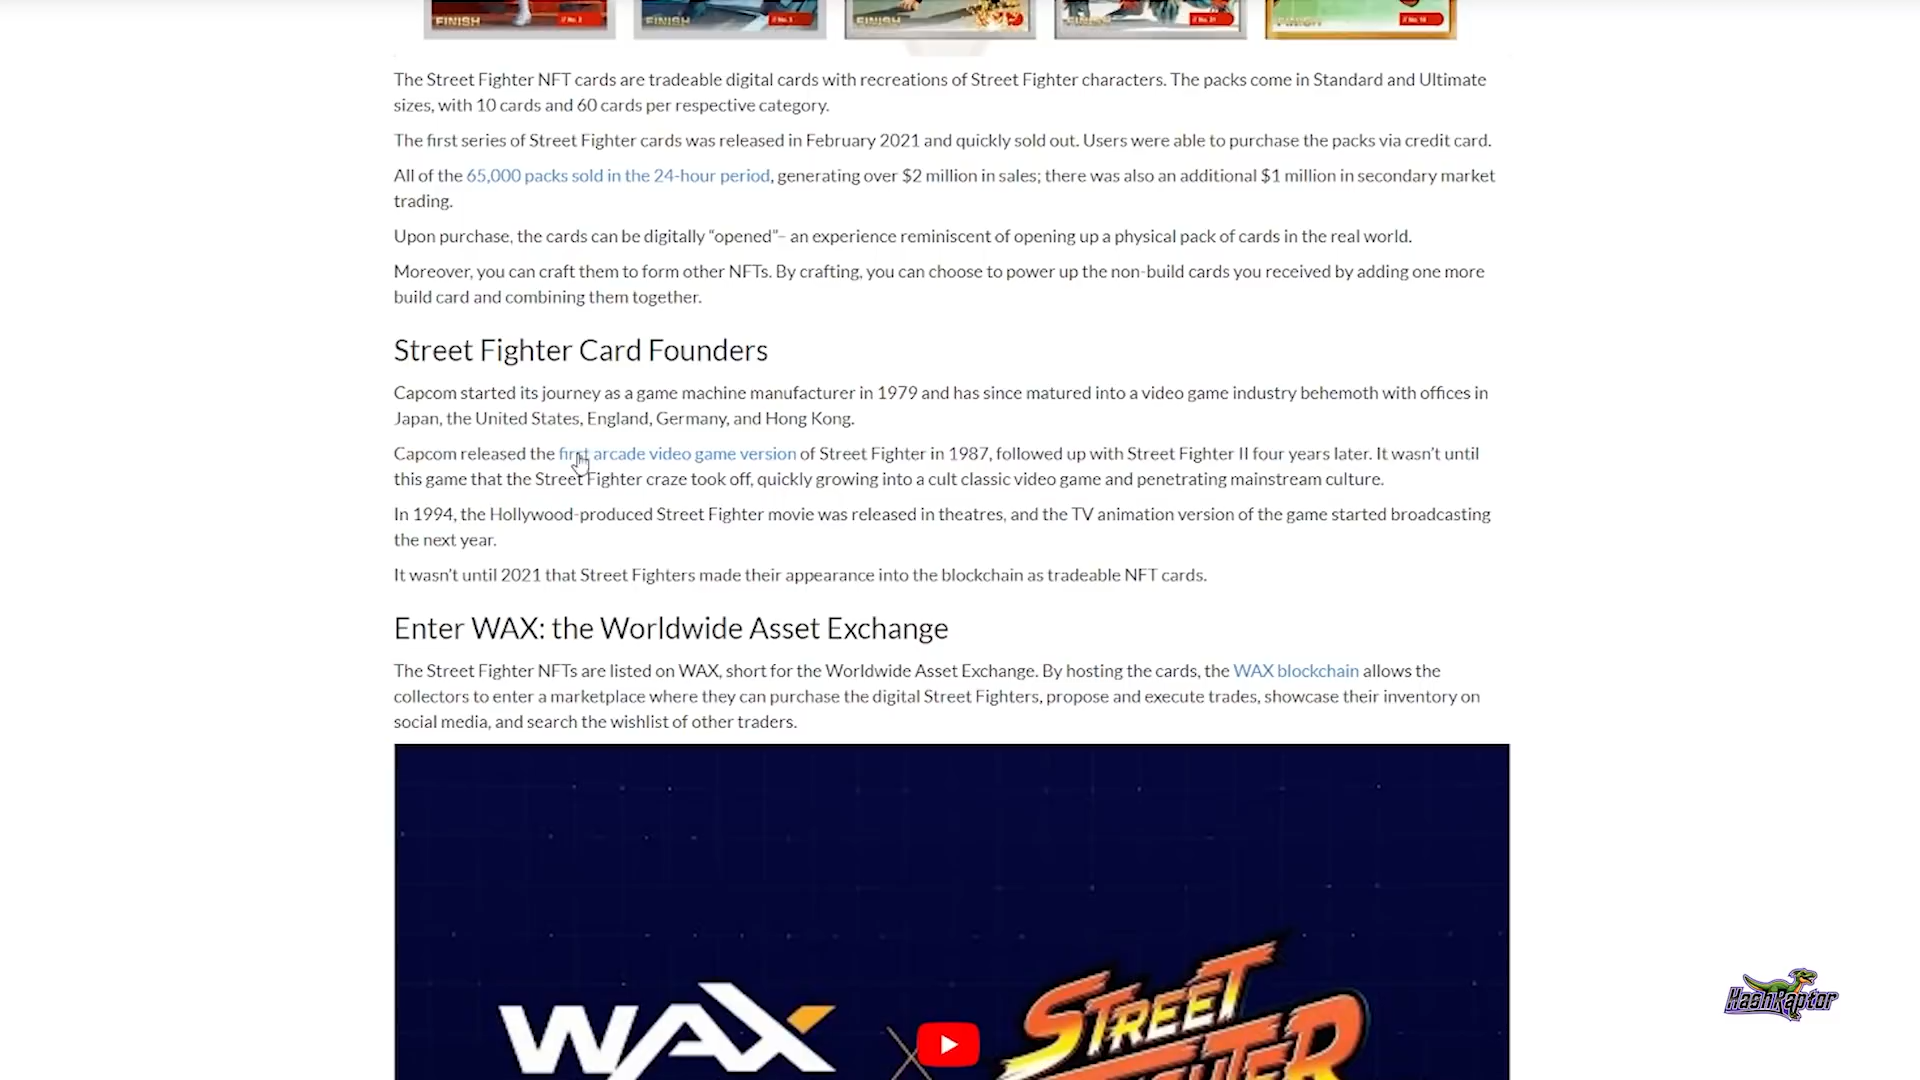 FINISH No. 2 FINISH No. 3 FINISH FINISH No. 21 FINISH No. 18
The Street Fighter NFT cards are tradeable digital cards with recreations of Street Fighter characters. The packs come in Standard and Ultimate
sizes, with 10 cards and 60 cards per respective category.
The first series of Street Fighter cards was released in February 2021 and quickly sold out. Users were able to purchase the packs via credit card.
All of the 65,000 packs sold in the 24-hour period, generating over $2 million in sales; there was also an additional $1 million in secondary market
trading.
Upon purchase, the cards can be digitally “opened”– an experience reminiscent of opening up a physical pack of cards in the real world.
Moreover, you can craft them to form other NFTs. By crafting, you can choose to power up the non-build cards you received by adding one more
build card and combining them together.
Street Fighter Card Founders
Capcom started its journey as a game machine manufacturer in 1979 and has since matured into a video game industry behemoth with offices in
Japan, the United States, England, Germany, and Hong Kong.
Capcom released the first arcade video game version of Street Fighter in 1987, followed up with Street Fighter II four years later. It wasn't until
this game that the Street Fighter craze took off, quickly growing into a cult classic video game and penetrating mainstream culture.
In 1994, the Hollywood-produced Street Fighter movie was released in theatres, and the TV animation version of the game started broadcasting
the next year.
It wasn't until 2021 that Street Fighters made their appearance into the blockchain as tradeable NFT cards.
Enter WAX: the Worldwide Asset Exchange
The Street Fighter NFTs are listed on WAX, short for the Worldwide Asset Exchange. By hosting the cards, the WAX blockchain allows the
collectors to enter a marketplace where they can purchase the digital Street Fighters, propose and execute trades, showcase their inventory on
social media, and search the wishlist of other traders.
WAX X STREET
FIGHTER
HashRaptor